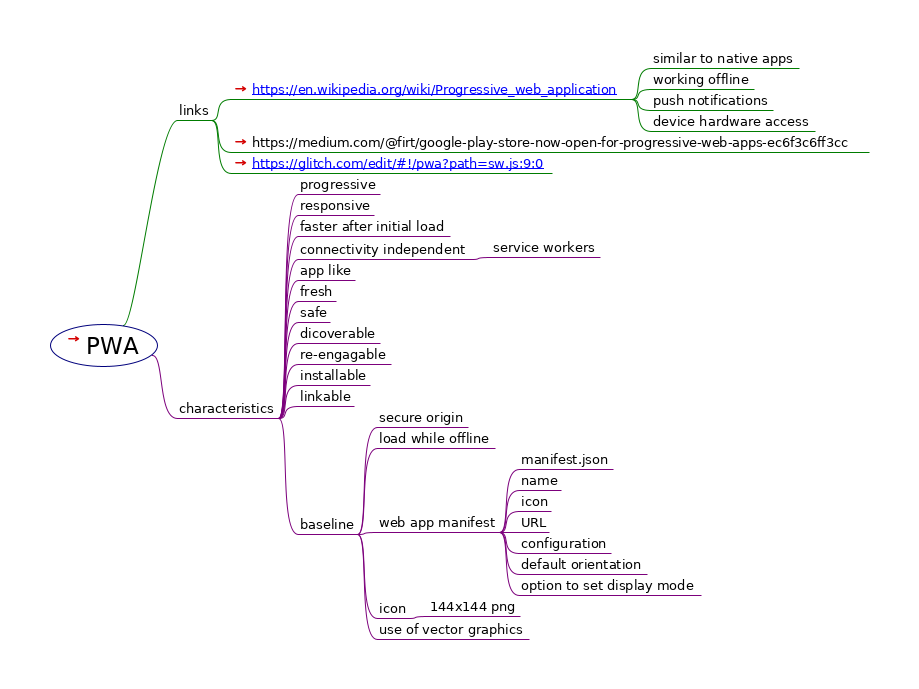 similar to native apps
https://en.wikipedia.org/wiki/Progressive_web_application
working offline
push notifications
links
device hardware access
https://medium.com/@firt/google-play-store-now-open-for-progressive-web-apps-ec6f3c6ff3cc
https://glitch.com/edit/#!/pwa?path=sw.js:9:0
progressive
responsive
faster after initial load
connectivity independent
service workers
app like
fresh
safe
dicoverable
PWA
re-engagable
installable
linkable
characteristics
secure origin
load while offline
manifest.json
name
icon
baseline
web app manifest
URL
configuration
default orientation
option to set display mode
icon
144x144 png
use of vector graphics